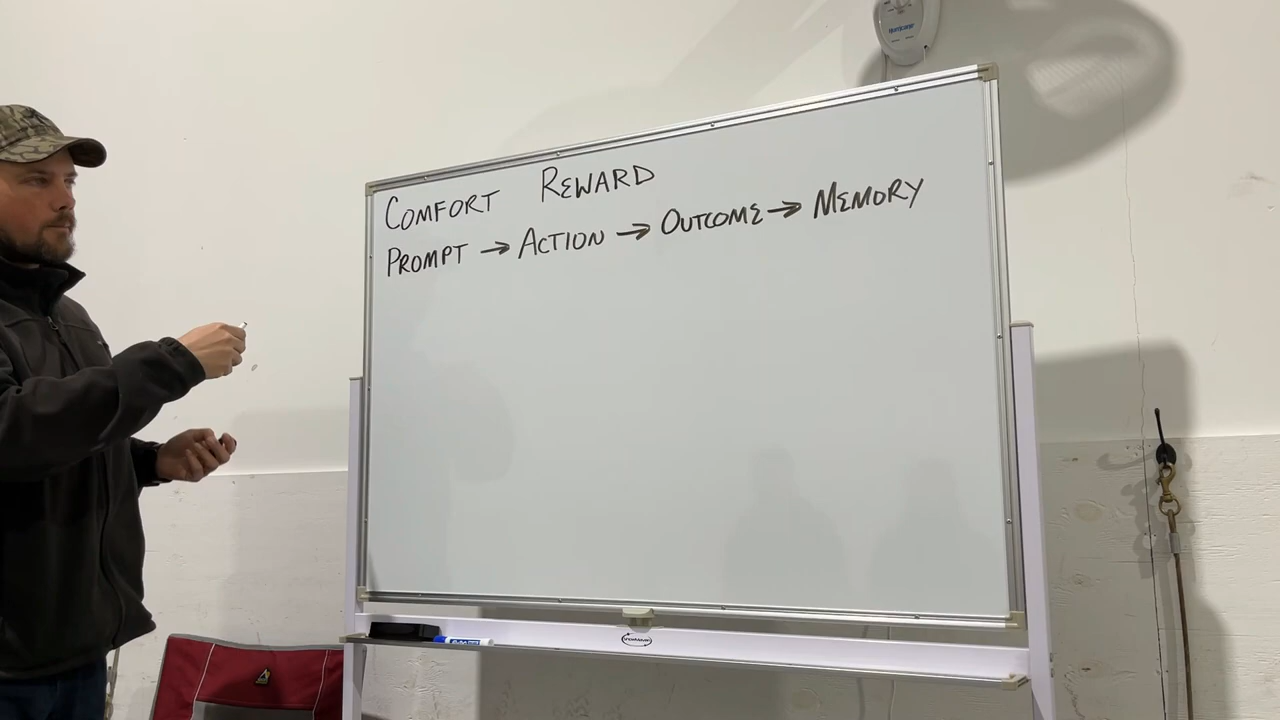 COMFORT REWARD
PROMPT → ACTION → OUTCOME → MEMORY